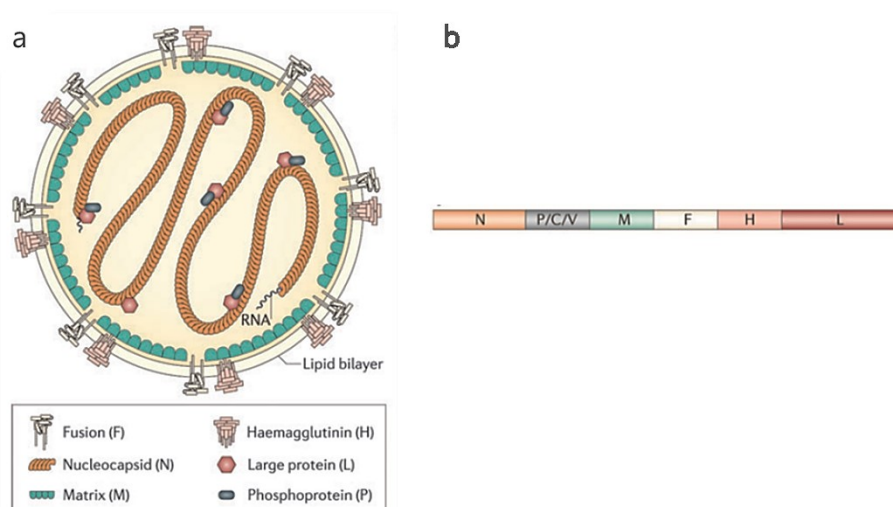 a
b
RNA
Lipid bilayer
Fusion (F)
Haemagglutinin (H)
Nucleocapsid (N)
Large protein (L)
Matrix (M)
Phosphoprotein (P)
N P/C/V M F H L